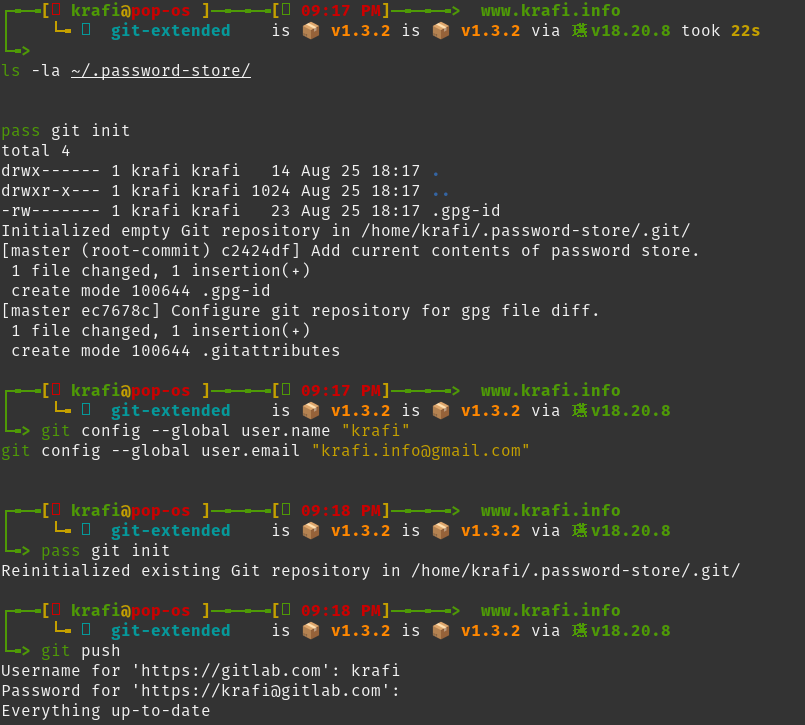 [ krafi@pop-os ]────[ 09:17 PM]────> www.krafi.info
git-extended is 📦 v1.3.2 is 📦 v1.3.2 via v18.20.8 took 22s
ls -la ~/.password-store/
pass git init
total 4
drwx------ 1 krafi krafi   14 Aug 25 18:17 .
drwxr-x--- 1 krafi krafi 1024 Aug 25 18:17 ..
-rw------- 1 krafi krafi   23 Aug 25 18:17 .gpg-id
Initialized empty Git repository in /home/krafi/.password-store/.git/
[master (root-commit) c2424df] Add current contents of password store.
 1 file changed, 1 insertion(+)
 create mode 100644 .gpg-id
[master ec7678c] Configure git repository for gpg file diff.
 1 file changed, 1 insertion(+)
 create mode 100644 .gitattributes
[ krafi@pop-os ]────[ 09:17 PM]────> www.krafi.info
git-extended is 📦 v1.3.2 is 📦 v1.3.2 via v18.20.8
> git config --global user.name "krafi"
git config --global user.email "krafi.info@gmail.com"
[ krafi@pop-os ]────[ 09:18 PM]────> www.krafi.info
git-extended is 📦 v1.3.2 is 📦 v1.3.2 via v18.20.8
> pass git init
Reinitialized existing Git repository in /home/krafi/.password-store/.git/
[ krafi@pop-os ]────[ 09:18 PM]────> www.krafi.info
git-extended is 📦 v1.3.2 is 📦 v1.3.2 via v18.20.8
> git push
Username for 'https://gitlab.com': krafi
Password for 'https://krafi@gitlab.com':
Everything up-to-date